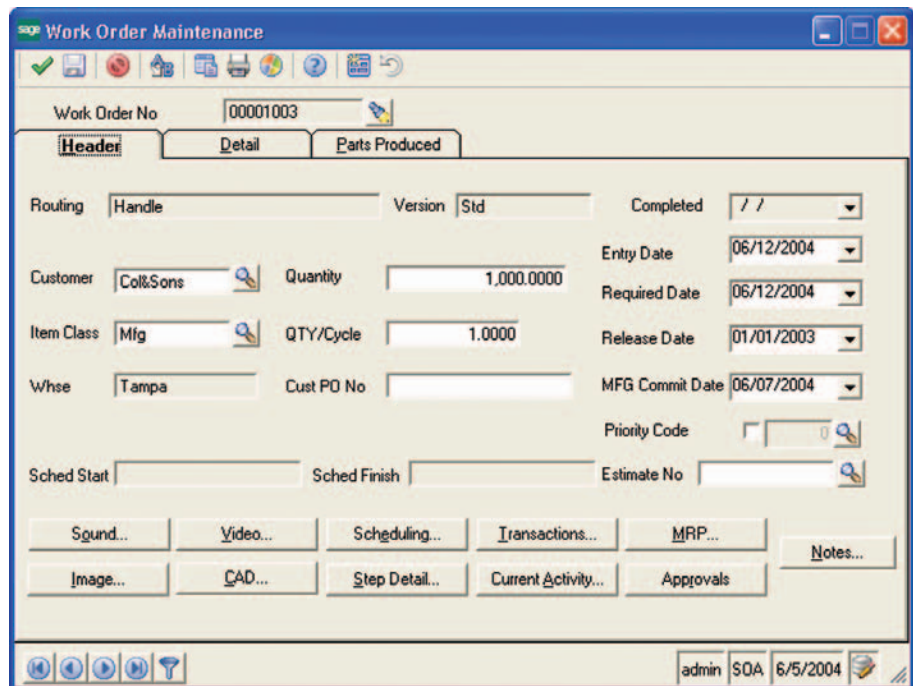 sage Work Order Maintenance
Work Order No 00001003
Header Detail Parts Produced
Routing Handle Version Std Completed / /
Entry Date 06/12/2004
Customer Col&Sons Quantity 1,000.0000
Required Date 06/12/2004
Item Class Mfg QTY/Cycle 1.0000 Release Date 01/01/2003
Whse Tampa Cust PO No MFG Commit Date 06/07/2004
Priority Code 0
Sched Start Sched Finish Estimate No
Sound... Video... Scheduling... Transactions... MRP...
Notes...
Image... CAD... Step Detail... Current Activity... Approvals
admin SOA 6/5/2004